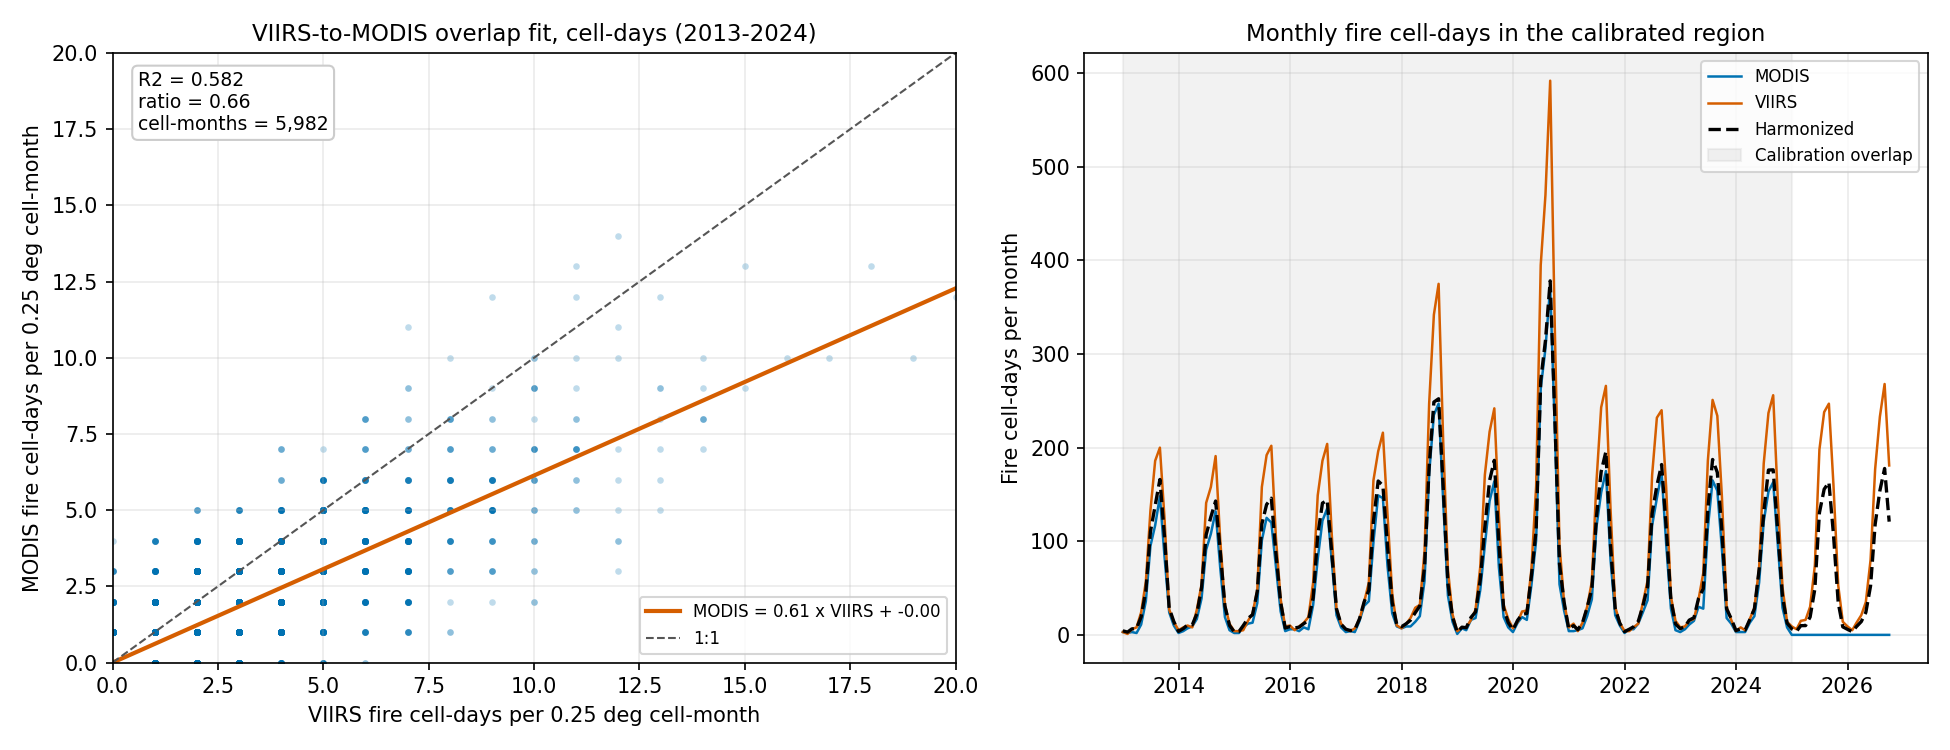 VIIRS-to-MODIS overlap fit, cell-days (2013-2024)
R2 = 0.582
ratio = 0.66
cell-months = 5,982
MODIS fire cell-days per 0.25 deg cell-month
20.0
17.5
15.0
12.5
10.0
7.5
5.0
2.5
0.0
MODIS = 0.61 x VIIRS + -0.00
1:1
0.0 2.5 5.0 7.5 10.0 12.5 15.0 17.5 20.0
VIIRS fire cell-days per 0.25 deg cell-month
Monthly fire cell-days in the calibrated region
MODIS
VIIRS
Harmonized
Calibration overlap
Fire cell-days per month
600
500
400
300
200
100
0
2014 2016 2018 2020 2022 2024 2026